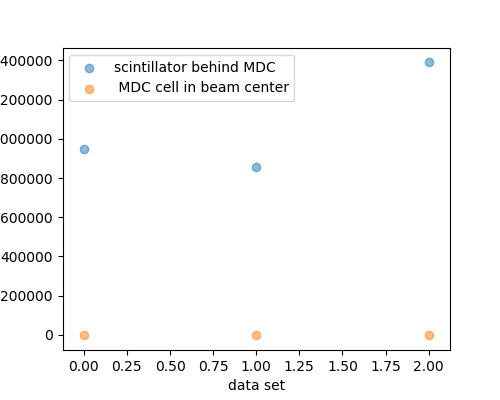 scintillator behind MDC
MDC cell in beam center
400000
200000
000000
800000
600000
400000
200000
0
0.00 0.25 0.50 0.75 1.00 1.25 1.50 1.75 2.00
data set